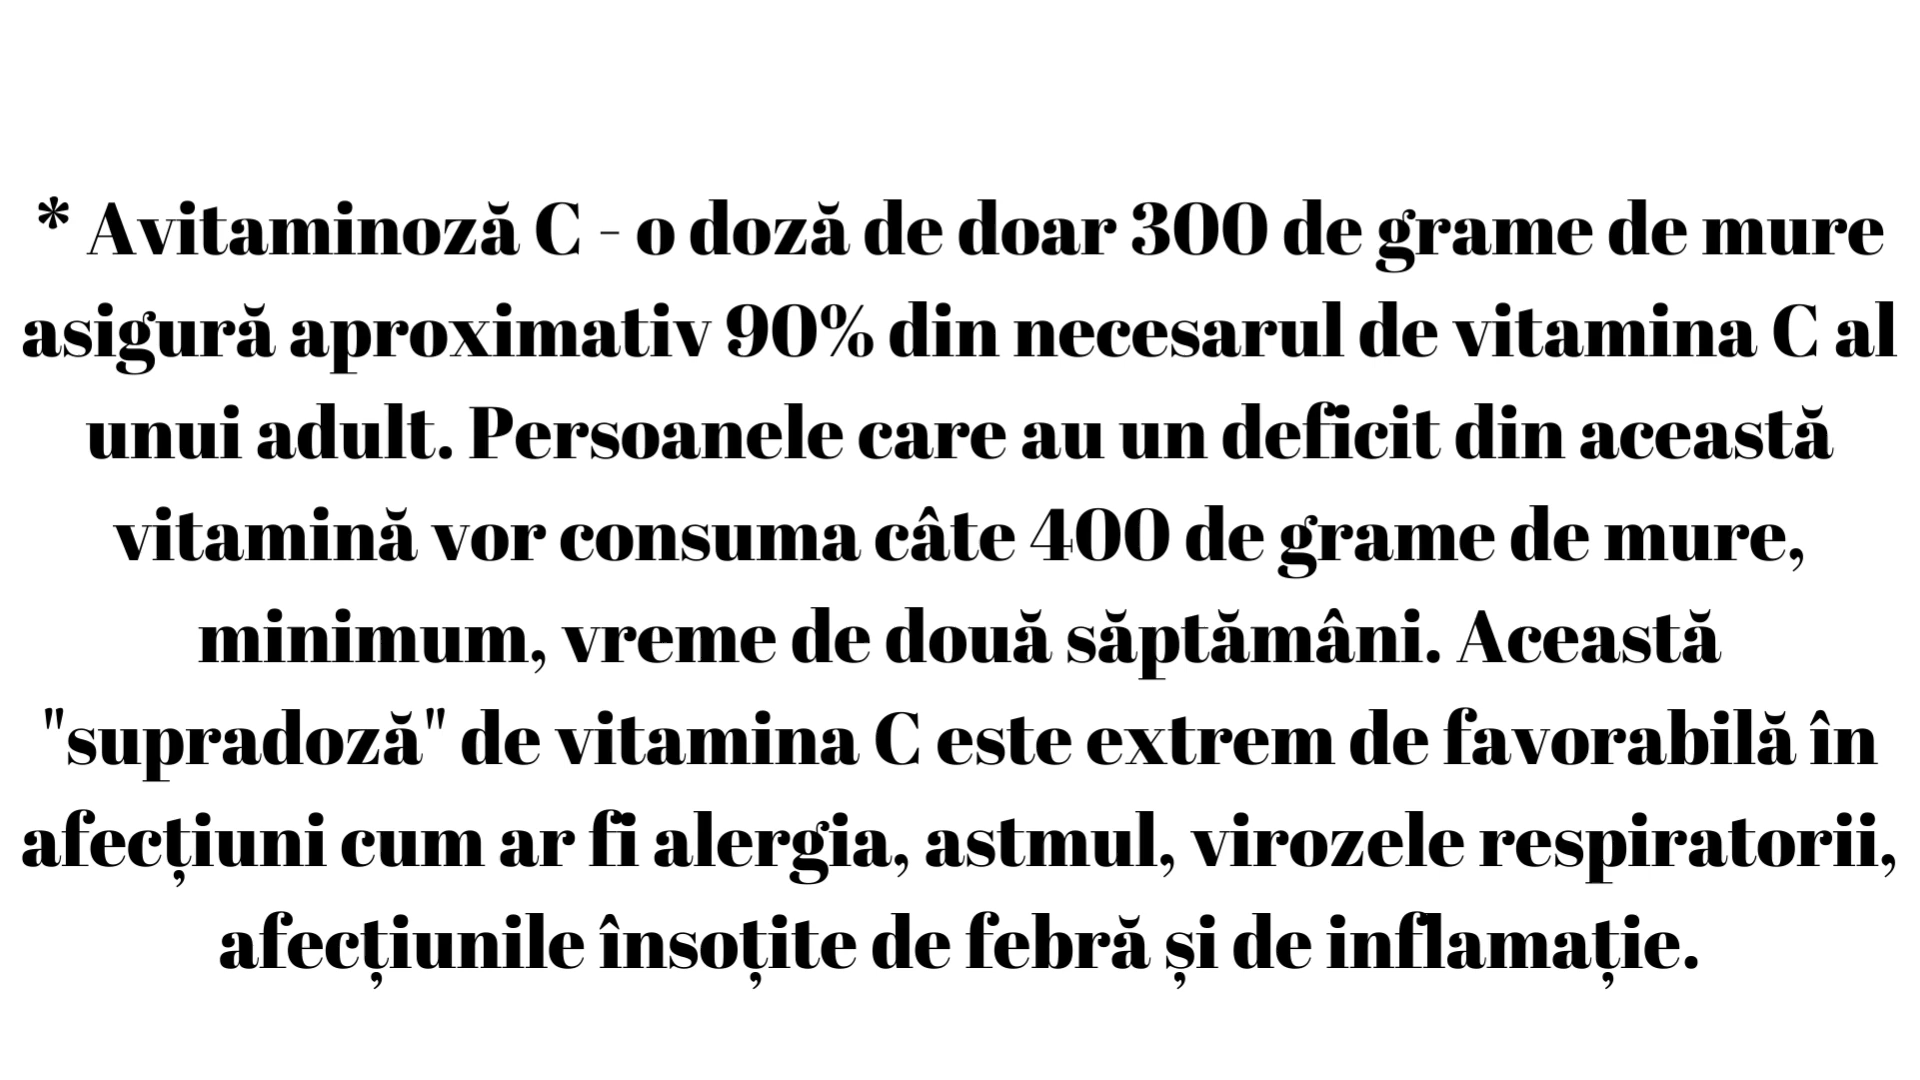 * Avitaminoză C - o doză de doar 300 de grame de mure
asigură aproximativ 90% din necesarul de vitamina C al
unui adult. Persoanele care au un deficit din această
vitamină vor consuma câte 400 de grame de mure,
minimum, vreme de două săptămâni. Această
"supradoză" de vitamina C este extrem de favorabilă în
afecțiuni cum ar fi alergia, astmul, virozele respiratorii,
afecțiunile însoțite de febră și de inflamație.